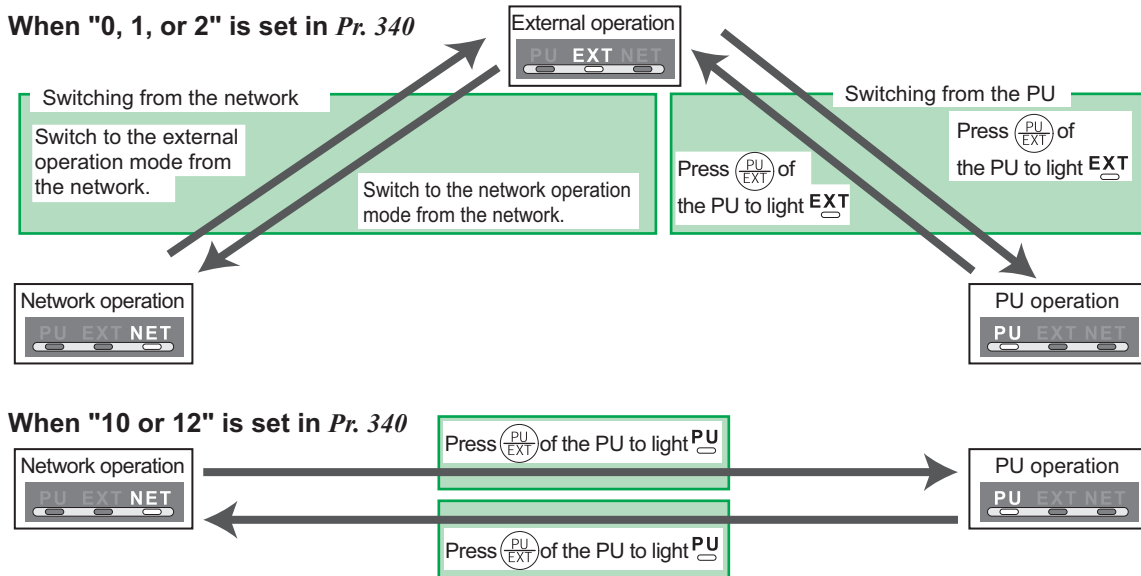 When "0, 1, or 2" is set in Pr. 340
External operation
PU EXT NET
Switching from the network
Switch to the external
operation mode from
the network.
Switch to the network operation
mode from the network.
Switching from the PU
Press PU/EXT of
the PU to light EXT
Press PU/EXT of
the PU to light EXT
Network operation
PU EXT NET
PU operation
PU EXT NET
When "10 or 12" is set in Pr. 340
Network operation
PU EXT NET
Press PU/EXT of the PU to light PU
Press PU/EXT of the PU to light PU
PU operation
PU EXT NET